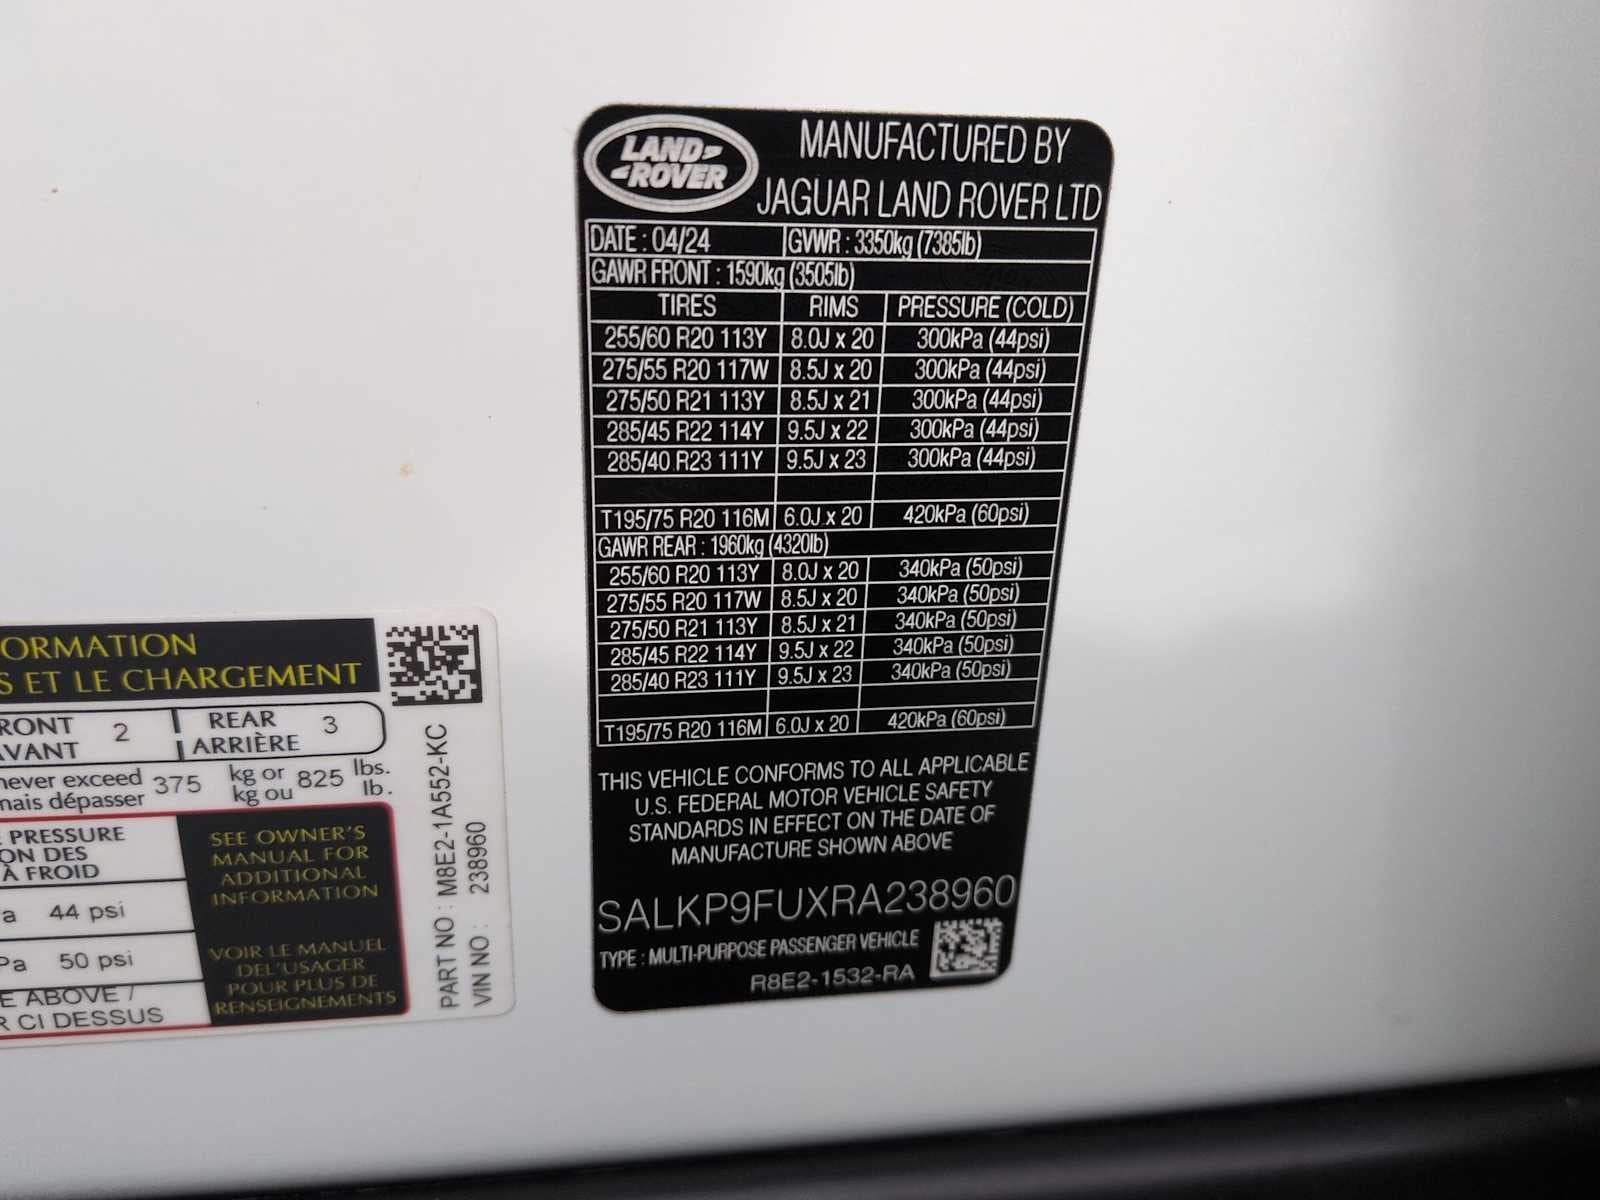 LAND
ROVER
MANUFACTURED BY
JAGUAR LAND ROVER LTD
DATE : 04/24 GVWR : 3350kg (7385lb)
GAWR FRONT : 1590kg (3505lb)
TIRES RIMS PRESSURE (COLD)
255/60 R20 113Y 8.0J x 20 300kPa (44psi)
275/55 R20 117W 8.5J x 20 300kPa (44psi)
275/50 R21 113Y 8.5J x 21 300kPa (44psi)
285/45 R22 114Y 9.5J x 22 300kPa (44psi)
285/40 R23 111Y 9.5J x 23 300kPa (44psi)
T195/75 R20 116M 6.0J x 20 420kPa (60psi)
GAWR REAR : 1960kg (4320lb)
255/60 R20 113Y 8.0J x 20 340kPa (50psi)
275/55 R20 117W 8.5J x 20 340kPa (50psi)
275/50 R21 113Y 8.5J x 21 340kPa (50psi)
285/45 R22 114Y 9.5J x 22 340kPa (50psi)
285/40 R23 111Y 9.5J x 23 340kPa (50psi)
T195/75 R20 116M 6.0J x 20 420kPa (60psi)
THIS VEHICLE CONFORMS TO ALL APPLICABLE
U.S. FEDERAL MOTOR VEHICLE SAFETY
STANDARDS IN EFFECT ON THE DATE OF
MANUFACTURE SHOWN ABOVE
SALKP9FUXRA238960
TYPE : MULTI-PURPOSE PASSENGER VEHICLE
R8E2-1532-RA
ORMATION
S ET LE CHARGEMENT
RONT 2 REAR 3
AVANT ARRIÈRE
never exceed 375 kg or 825 lbs.
mais dépasser kg ou lb.
E PRESSURE
ON DES
À FROID
a 44 psi
Pa 50 psi
E ABOVE /
R CI DESSUS
SEE OWNER'S
MANUAL FOR
ADDITIONAL
INFORMATION
VOIR LE MANUEL
DEL'USAGER
POUR PLUS DE
RENSEIGNEMENTS
PART NO : M8E2-1A552-KC
VIN NO : 238960